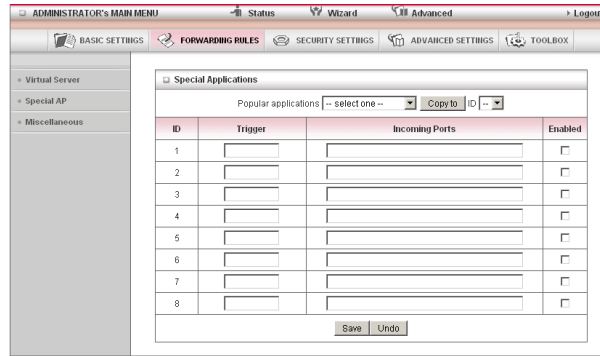 ADMINISTRATOR's MAIN MENU Status Wizard Advanced Logout
BASIC SETTINGS FORWARDING RULES SECURITY SETTINGS ADVANCED SETTINGS TOOLBOX
Virtual Server
Special AP
Miscellaneous
Special Applications
Popular applications -- select one -- Copy to ID --
ID Trigger Incoming Ports Enabled
1
2
3
4
5
6
7
8
Save Undo